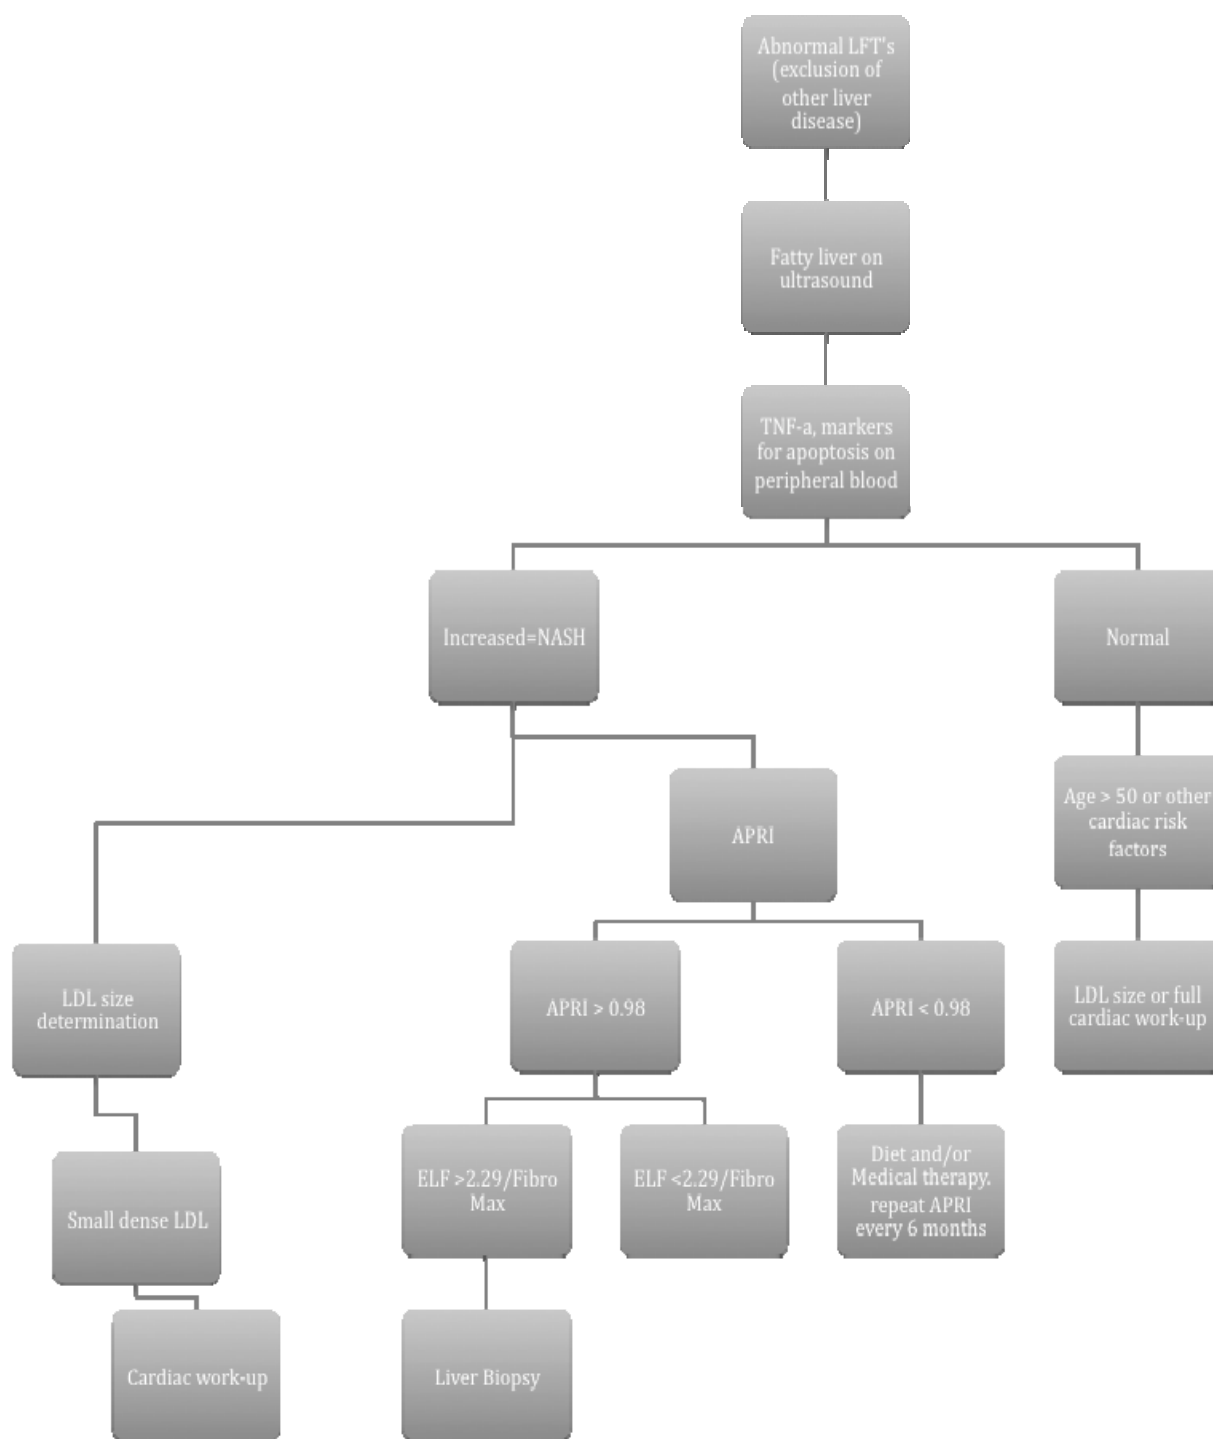 Abnormal LFT's
(exclusion of
other liver
disease)
Fatty liver on
ultrasound
TNF-a, markers
for apoptosis on
peripheral blood
Increased=NASH
Normal
APRI
Age > 50 or other
cardiac risk
factors
LDL size
determination
APRI > 0.98
APRI < 0.98
LDL size or full
cardiac work-up
Small dense LDL
ELF >2.29/Fibro
Max
ELF <2.29/Fibro
Max
Diet and/or
Medical therapy.
repeat APRI
every 6 months
Cardiac work-up
Liver Biopsy